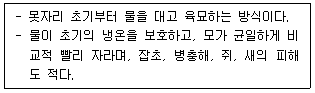 - 못자리 초기부터 물을 대고 육묘하는 방식이다.
- 물이 초기의 냉온을 보호하고, 모가 균일하게 비
교적 빨리 자라며, 잡초, 병충해, 쥐, 새의 피해
도 적다.